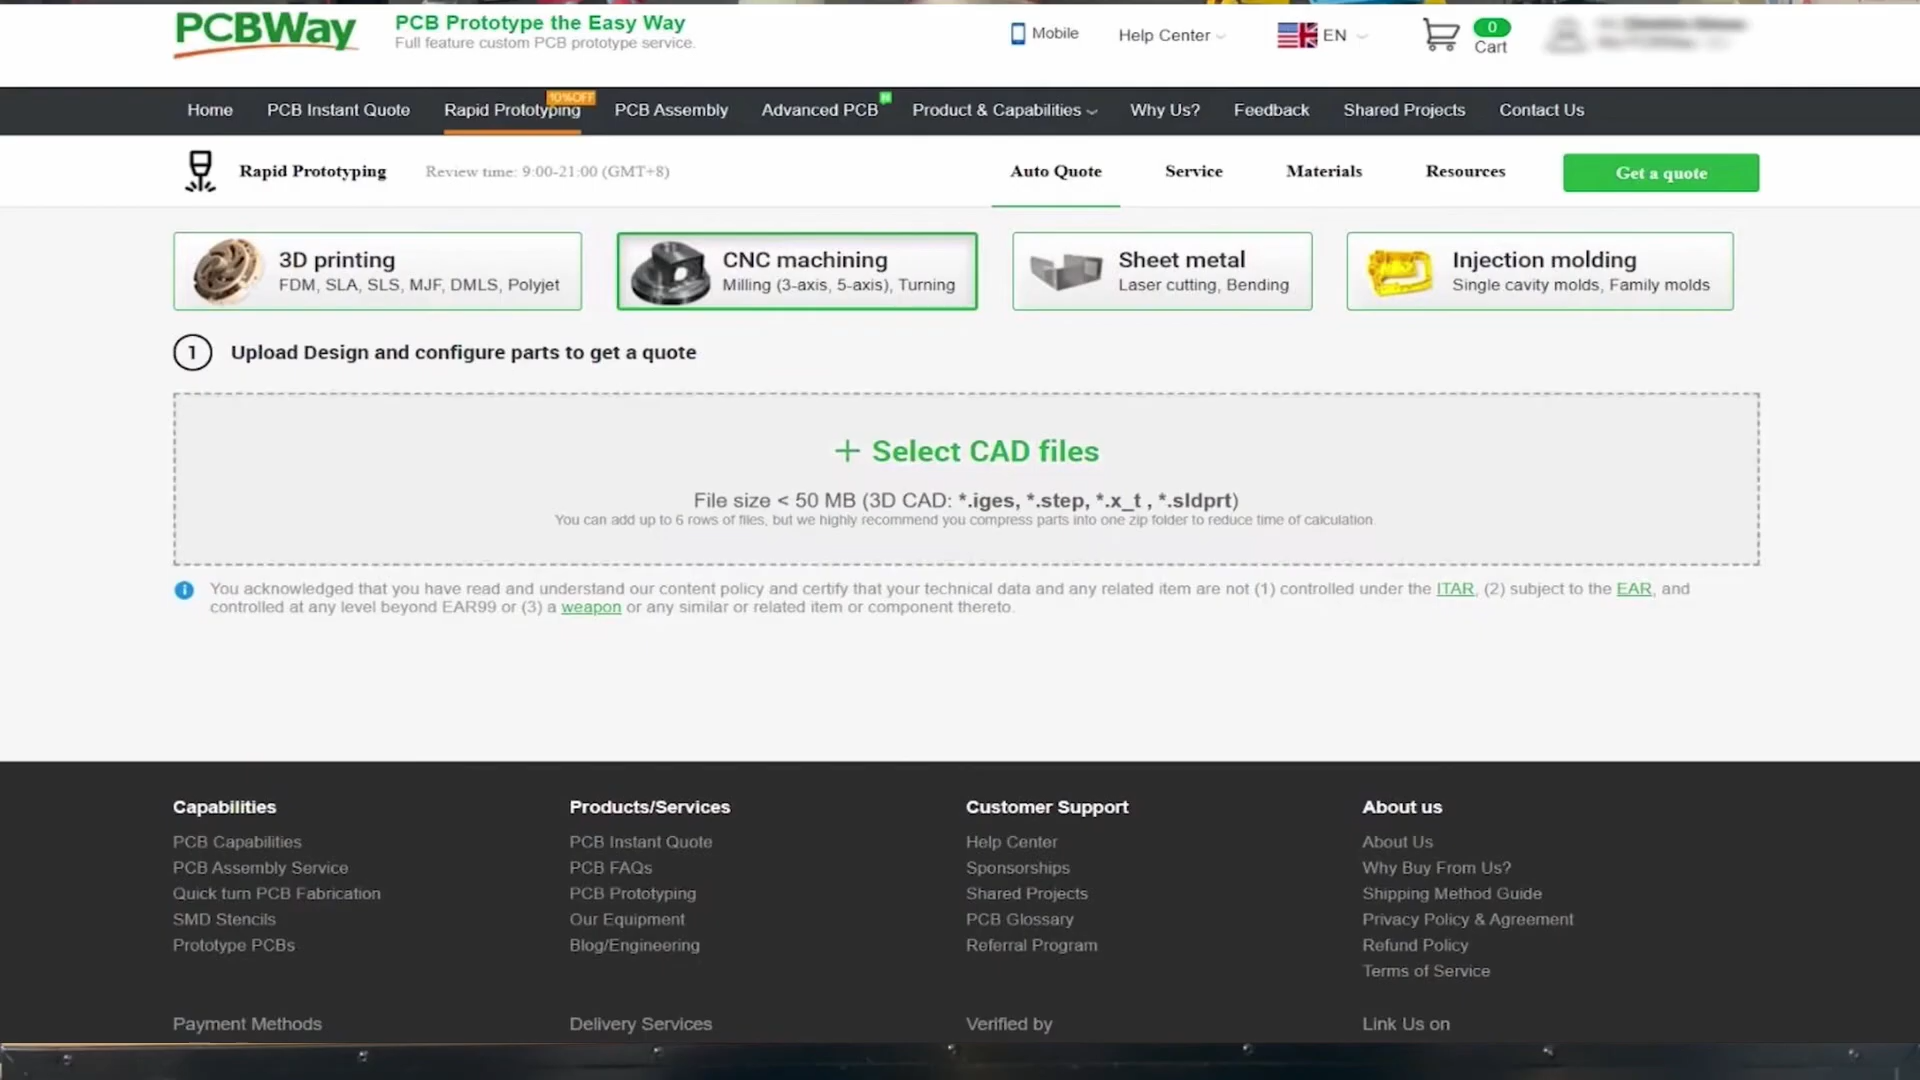 PCBWay
PCB Prototype the Easy Way
Full feature custom PCB prototype service.
Mobile
Help Center
EN
0
Cart
Home
PCB Instant Quote
Rapid Prototyping
10%OFF
PCB Assembly
Advanced PCB
Product & Capabilities
Why Us?
Feedback
Shared Projects
Contact Us
Rapid Prototyping
Review time: 9:00-21:00 (GMT+8)
Auto Quote
Service
Materials
Resources
Get a quote
3D printing
FDM, SLA, SLS, MJF, DMLS, Polyjet
CNC machining
Milling (3-axis, 5-axis), Turning
Sheet metal
Laser cutting, Bending
Injection molding
Single cavity molds, Family molds
1 Upload Design and configure parts to get a quote
+ Select CAD files
File size < 50 MB (3D CAD: *.iges, *.step, *.x_t , *.sldprt)
You can add up to 6 rows of files, but we highly recommend you compress parts into one zip folder to reduce time of calculation.
You acknowledged that you have read and understand our content policy and certify that your technical data and any related item are not (1) controlled under the ITAR, (2) subject to the EAR, and
controlled at any level beyond EAR99 or (3) a weapon or any similar or related item or component thereto.
Capabilities
PCB Capabilities
PCB Assembly Service
Quick turn PCB Fabrication
SMD Stencils
Prototype PCBs
Products/Services
PCB Instant Quote
PCB FAQs
PCB Prototyping
Our Equipment
Blog/Engineering
Customer Support
Help Center
Sponsorships
Shared Projects
PCB Glossary
Referral Program
About us
About Us
Why Buy From Us?
Shipping Method Guide
Privacy Policy & Agreement
Refund Policy
Terms of Service
Payment Methods
Delivery Services
Verified by
Link Us on